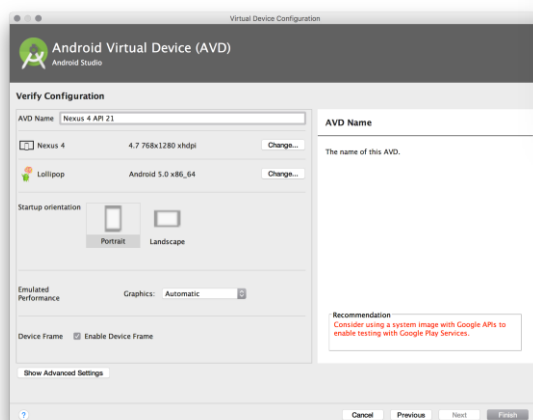 Virtual Device Configuration
Android Virtual Device (AVD)
Android Studio
Verify Configuration
AVD Name Nexus 4 API 21
Nexus 4 4.7 768x1280 xhdpi Change...
Lollipop Android 5.0 x86_64 Change...
Startup orientation
Portrait Landscape
Emulated
Performance
Graphics: Automatic
Device Frame Enable Device Frame
Show Advanced Settings
AVD Name
The name of this AVD.
Recommendation
Consider using a system image with Google APIs to
enable testing with Google Play Services.
? Cancel Previous Next Finish